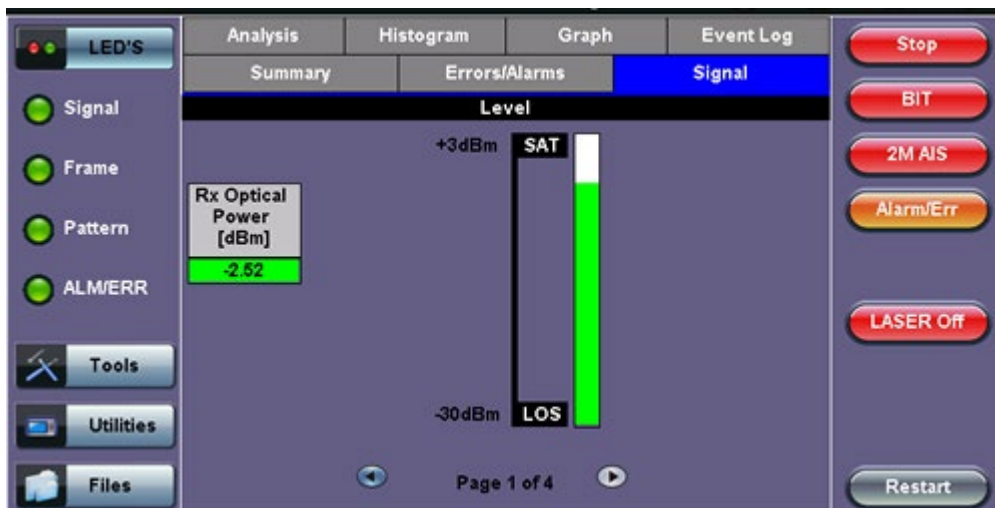 LED'S
Signal
Frame
Pattern
ALM/ERR
Tools
Utilities
Files
Analysis
Histogram
Graph
Event Log
Summary
Errors/Alarms
Signal
Level
+3dBm
SAT
Rx Optical
Power
[dBm]
-2.52
-30dBm
LOS
Page 1 of 4
Stop
BIT
2M AIS
Alarm/Err
LASER Off
Restart